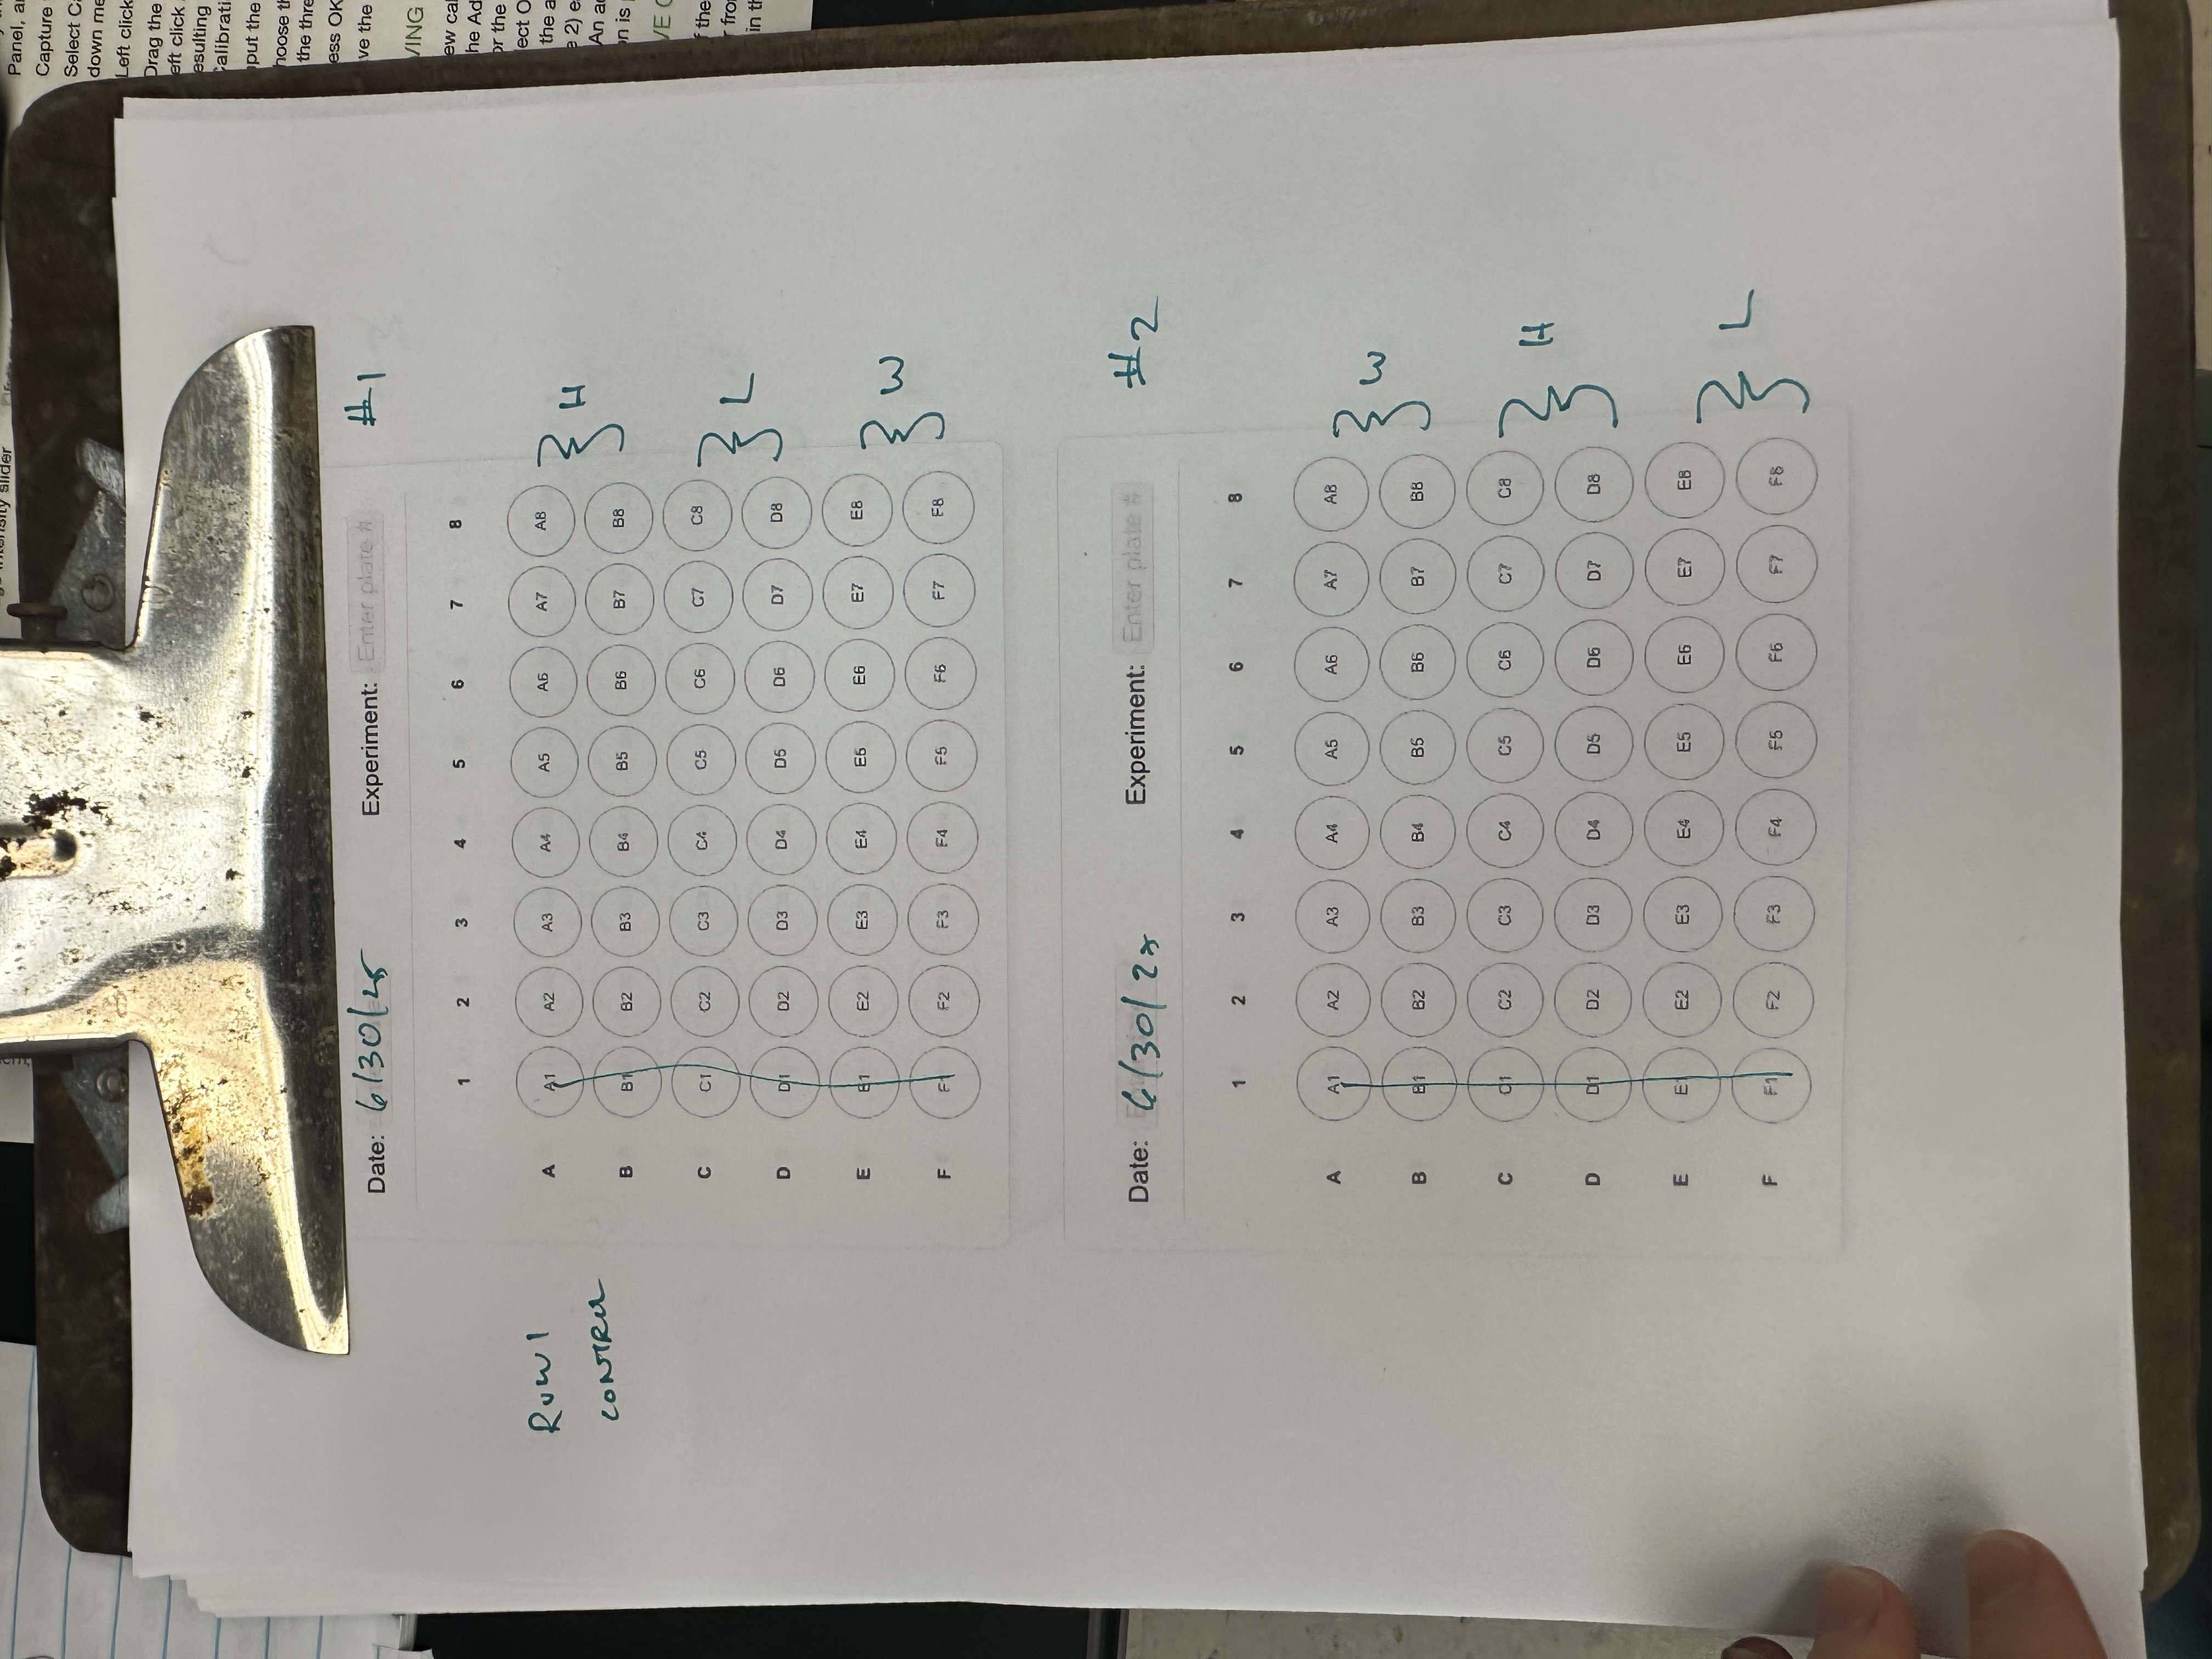 intensity slider
Panel, a
Capture
Select C
down me
Left click
Drag the
eft click
esulting
Calibrati
put the
hoose th
the thre
ess OK
ve the
VING
ew cal
he Ad
or the
ect O
the a
e 2) e
An a
n is
VE C
f the
r fro
in th
Date: 6/30/25 Experiment: Enter plate # #1
1 2 3 4 5 6 7 8
ROW 1
CONTROL
A A1 A2 A3 A4 A5 A6 A7 A8 H
B B1 B2 B3 B4 B5 B6 B7 B8
C C1 C2 C3 C4 C5 C6 C7 C8 L
D D1 D2 D3 D4 D5 D6 D7 D8
E E1 E2 E3 E4 E5 E6 E7 E8 W
F F1 F2 F3 F4 F5 F6 F7 F8
Date: 6/30/25 Experiment: Enter plate # #2
1 2 3 4 5 6 7 8
A A1 A2 A3 A4 A5 A6 A7 A8 W
B B1 B2 B3 B4 B5 B6 B7 B8
C C1 C2 C3 C4 C5 C6 C7 C8 H
D D1 D2 D3 D4 D5 D6 D7 D8
E E1 E2 E3 E4 E5 E6 E7 E8 L
F F1 F2 F3 F4 F5 F6 F7 F8